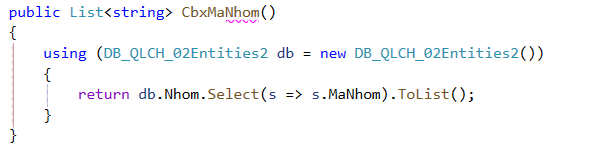 public List<string> CbxMaNhom()
{
using (DB_QLCH_02Entities2 db = new DB_QLCH_02Entities2())
{
return db.Nhom.Select(s => s.MaNhom).ToList();
}
}